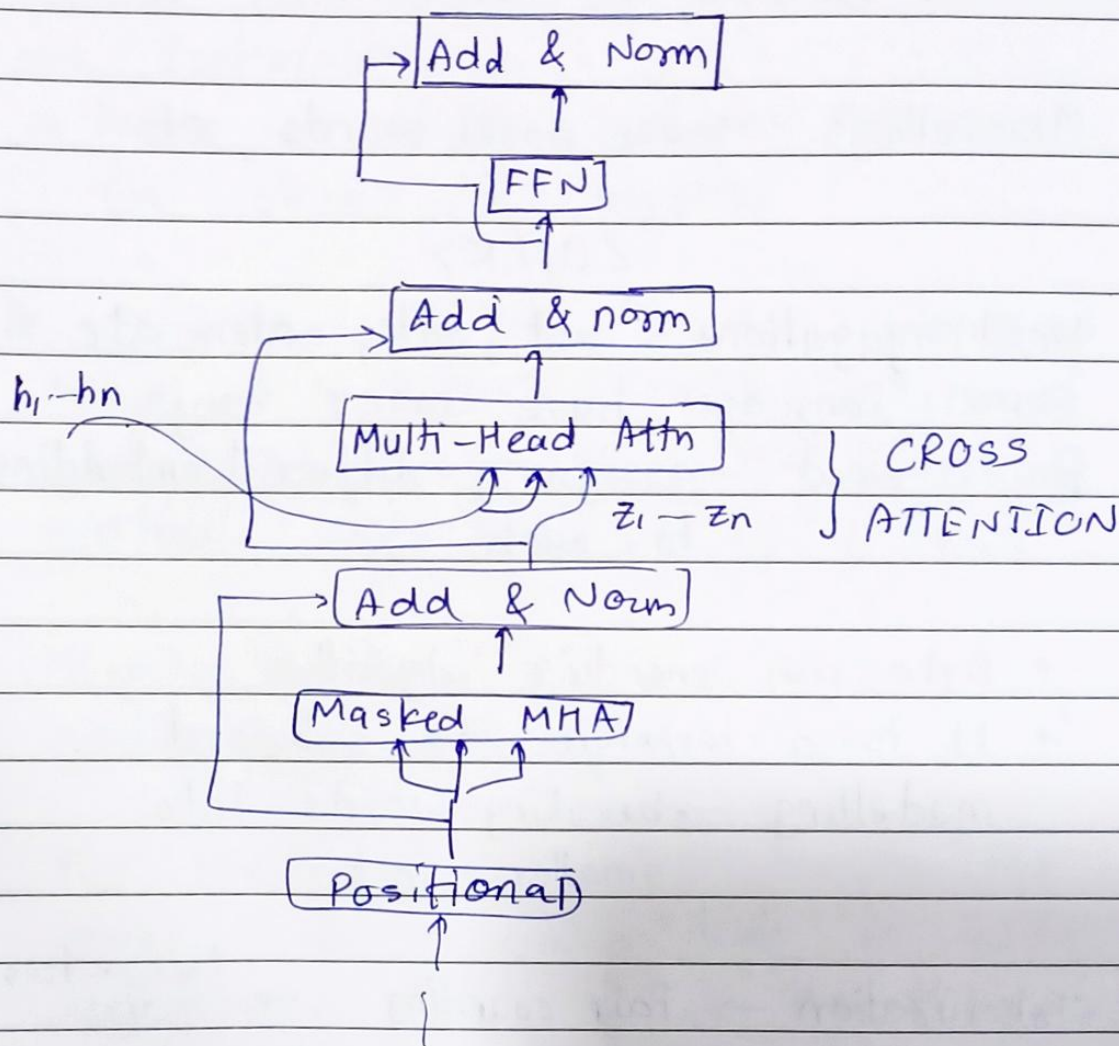 Add & Norm
FFN
Add & norm
h1--hn
Multi-Head Attn
CROSS
z1 – zn
ATTENTION
Add & Norm
Masked MHA
Positional